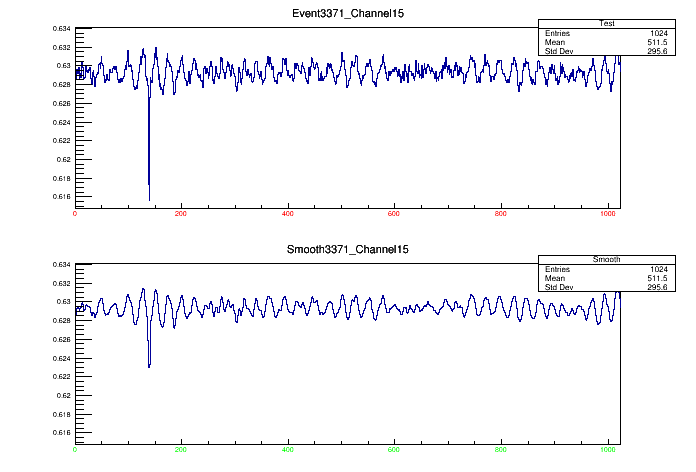 Event3371_Channel15
Test
Entries 1024
Mean 511.5
Std Dev 295.6
0.634
0.632
0.63
0.628
0.626
0.624
0.622
0.62
0.618
0.616
0 200 400 600 800 1000
Smooth3371_Channel15
Smooth
Entries 1024
Mean 511.5
Std Dev 295.6
0.634
0.632
0.63
0.628
0.626
0.624
0.622
0.62
0.618
0.616
0 200 400 600 800 1000